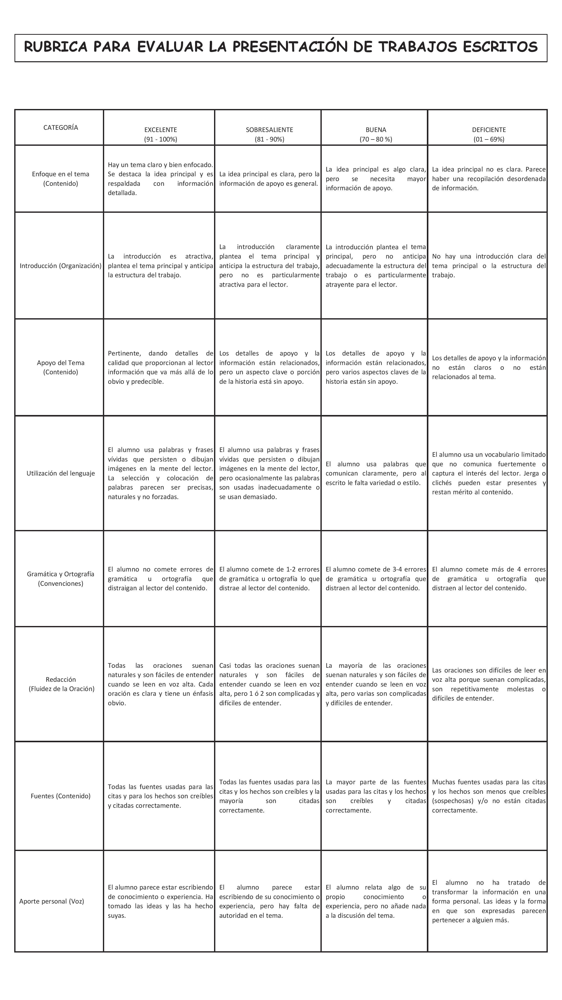 RUBRICA PARA EVALUAR LA PRESENTACIÓN DE TRABAJOS ESCRITOS
CATEGORÍA
EXCELENTE
(91 - 100%)
SOBRESALIENTE
(81 - 90%)
BUENA
(70 – 80 %)
DEFICIENTE
(01 – 69%)
Enfoque en el tema
(Contenido)
Hay un tema claro y bien enfocado.
Se destaca la idea principal y es
respaldada con información
detallada.
La idea principal es clara, pero la
información de apoyo es general.
La idea principal es algo clara,
pero se necesita mayor
información de apoyo.
La idea principal no es clara. Parece
haber una recopilación desordenada
de información.
Introducción (Organización)
La introducción es atractiva,
plantea el tema principal y anticipa
la estructura del trabajo.
La introducción claramente
plantea el tema principal y
anticipa la estructura del trabajo,
pero no es particularmente
atractiva para el lector.
La introducción plantea el tema
principal, pero no anticipa
adecuadamente la estructura del
trabajo o es particularmente
atrayente para el lector.
No hay una introducción clara del
tema principal o la estructura del
trabajo.
Apoyo del Tema
(Contenido)
Pertinente, dando detalles de
calidad que proporcionan al lector
información que va más allá de lo
obvio y predecible.
Los detalles de apoyo y la
información están relacionados,
pero un aspecto clave o porción
de la historia está sin apoyo.
Los detalles de apoyo y la
información están relacionados,
pero varios aspectos claves de la
historia están sin apoyo.
Los detalles de apoyo y la información
no están claros o no están
relacionados al tema.
Utilización del lenguaje
El alumno usa palabras y frases
vívidas que persisten o dibujan
imágenes en la mente del lector.
La selección y colocación de
palabras parecen ser precisas,
naturales y no forzadas.
El alumno usa palabras y frases
vívidas que persisten o dibujan
imágenes en la mente del lector,
pero ocasionalmente las palabras
son usadas inadecuadamente o
se usan demasiado.
El alumno usa palabras que
comunican claramente, pero al
escrito le falta variedad o estilo.
El alumno usa un vocabulario limitado
que no comunica fuertemente o
captura el interés del lector. Jerga o
clichés pueden estar presentes y
restan mérito al contenido.
Gramática y Ortografía
(Convenciones)
El alumno no comete errores de
gramática u ortografía que
distraigan al lector del contenido.
El alumno comete de 1-2 errores
de gramática u ortografía lo que
distrae al lector del contenido.
El alumno comete de 3-4 errores
de gramática u ortografía que
distraen al lector del contenido.
El alumno comete más de 4 errores
de gramática u ortografía que
distraen al lector del contenido.
Redacción
(Fluidez de la Oración)
Todas las oraciones suenan
naturales y son fáciles de entender
cuando se leen en voz alta. Cada
oración es clara y tiene un énfasis
obvio.
Casi todas las oraciones suenan
naturales y son fáciles de
entender cuando se leen en voz
alta, pero 1 ó 2 son complicadas y
difíciles de entender.
La mayoría de las oraciones
suenan naturales y son fáciles de
entender cuando se leen en voz
alta, pero varias son complicadas
y difíciles de entender.
Las oraciones son difíciles de leer en
voz alta porque suenan complicadas,
son repetitivamente molestas o
difíciles de entender.
Fuentes (Contenido)
Todas las fuentes usadas para las
citas y para los hechos son creíbles
y citadas correctamente.
Todas las fuentes usadas para las
citas y los hechos son creíbles y la
mayoría son citadas
correctamente.
La mayor parte de las fuentes
usadas para las citas y los hechos
son creíbles y citadas
correctamente.
Muchas fuentes usadas para las citas
y los hechos son menos que creíbles
(sospechosas) y/o no están citadas
correctamente.
Aporte personal (Voz)
El alumno parece estar escribiendo
de conocimiento o experiencia. Ha
tomado las ideas y las ha hecho
suyas.
El alumno parece estar
escribiendo de su conocimiento o
experiencia, pero hay falta de
autoridad en el tema.
El alumno relata algo de su
propio conocimiento o
experiencia, pero no añade nada
a la discusión del tema.
El alumno no ha tratado de
transformar la información en una
forma personal. Las ideas y la forma
en que son expresadas parecen
pertenecer a alguien más.